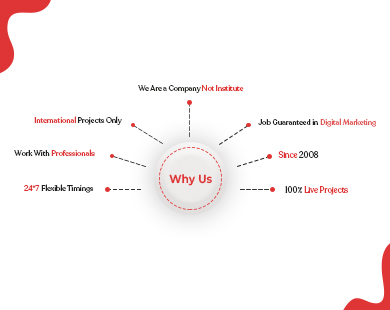 We Are a Company Not Institute
International Projects Only
Job Guaranteed in Digital Marketing
Work With Professionals
Since 2008
24*7 Flexible Timings
100% Live Projects
Why Us